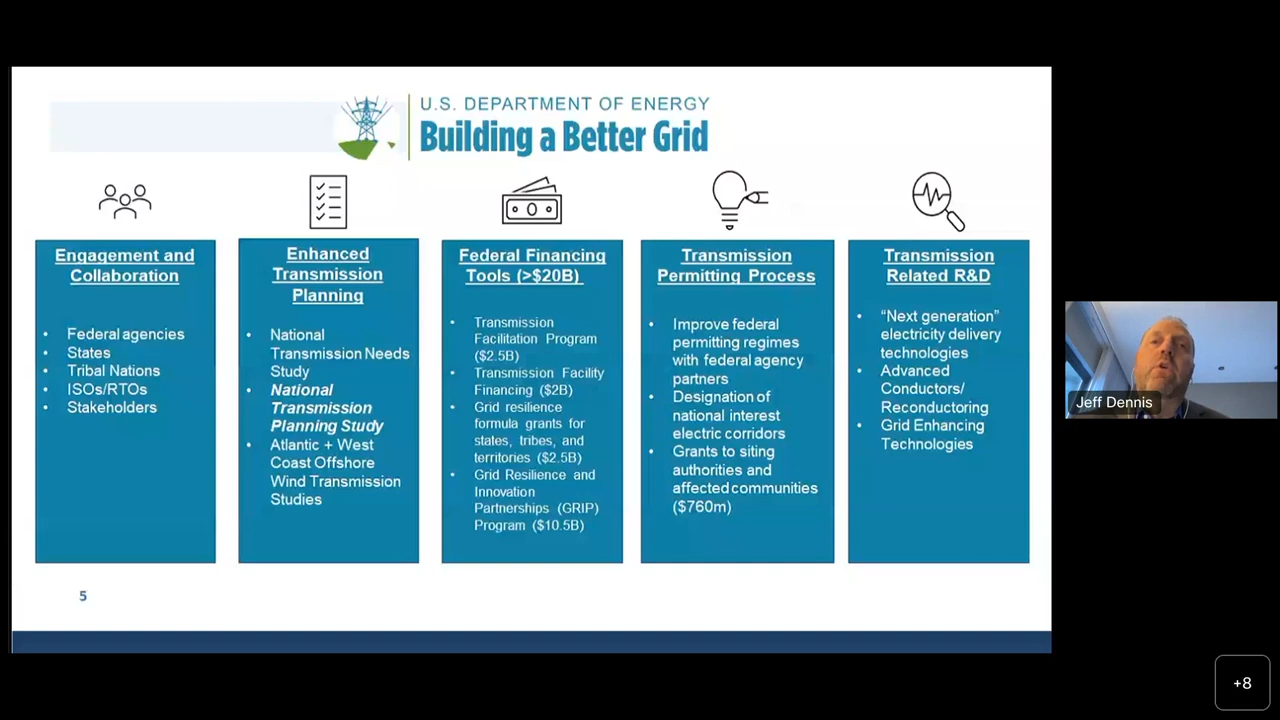 U.S. DEPARTMENT OF ENERGY
Building a Better Grid
Engagement and
Collaboration
• Federal agencies
• States
• Tribal Nations
• ISOs/RTOs
• Stakeholders
Enhanced
Transmission
Planning
• National
Transmission Needs
Study
• National
Transmission
Planning Study
• Atlantic + West
Coast Offshore
Wind Transmission
Studies
Federal Financing
Tools (>$20B)
• Transmission
Facilitation Program
($2.5B)
• Transmission Facility
Financing ($2B)
• Grid resilience
formula grants for
states, tribes, and
territories ($2.5B)
• Grid Resilience and
Innovation
Partnerships (GRIP)
Program ($10.5B)
Transmission
Permitting Process
• Improve federal
permitting regimes
with federal agency
partners
• Designation of
national interest
electric corridors
• Grants to siting
authorities and
affected communities
($760m)
Transmission
Related R&D
• “Next generation”
electricity delivery
technologies
• Advanced
Conductors/
Reconductoring
• Grid Enhancing
Technologies
5
Jeff Dennis
+8